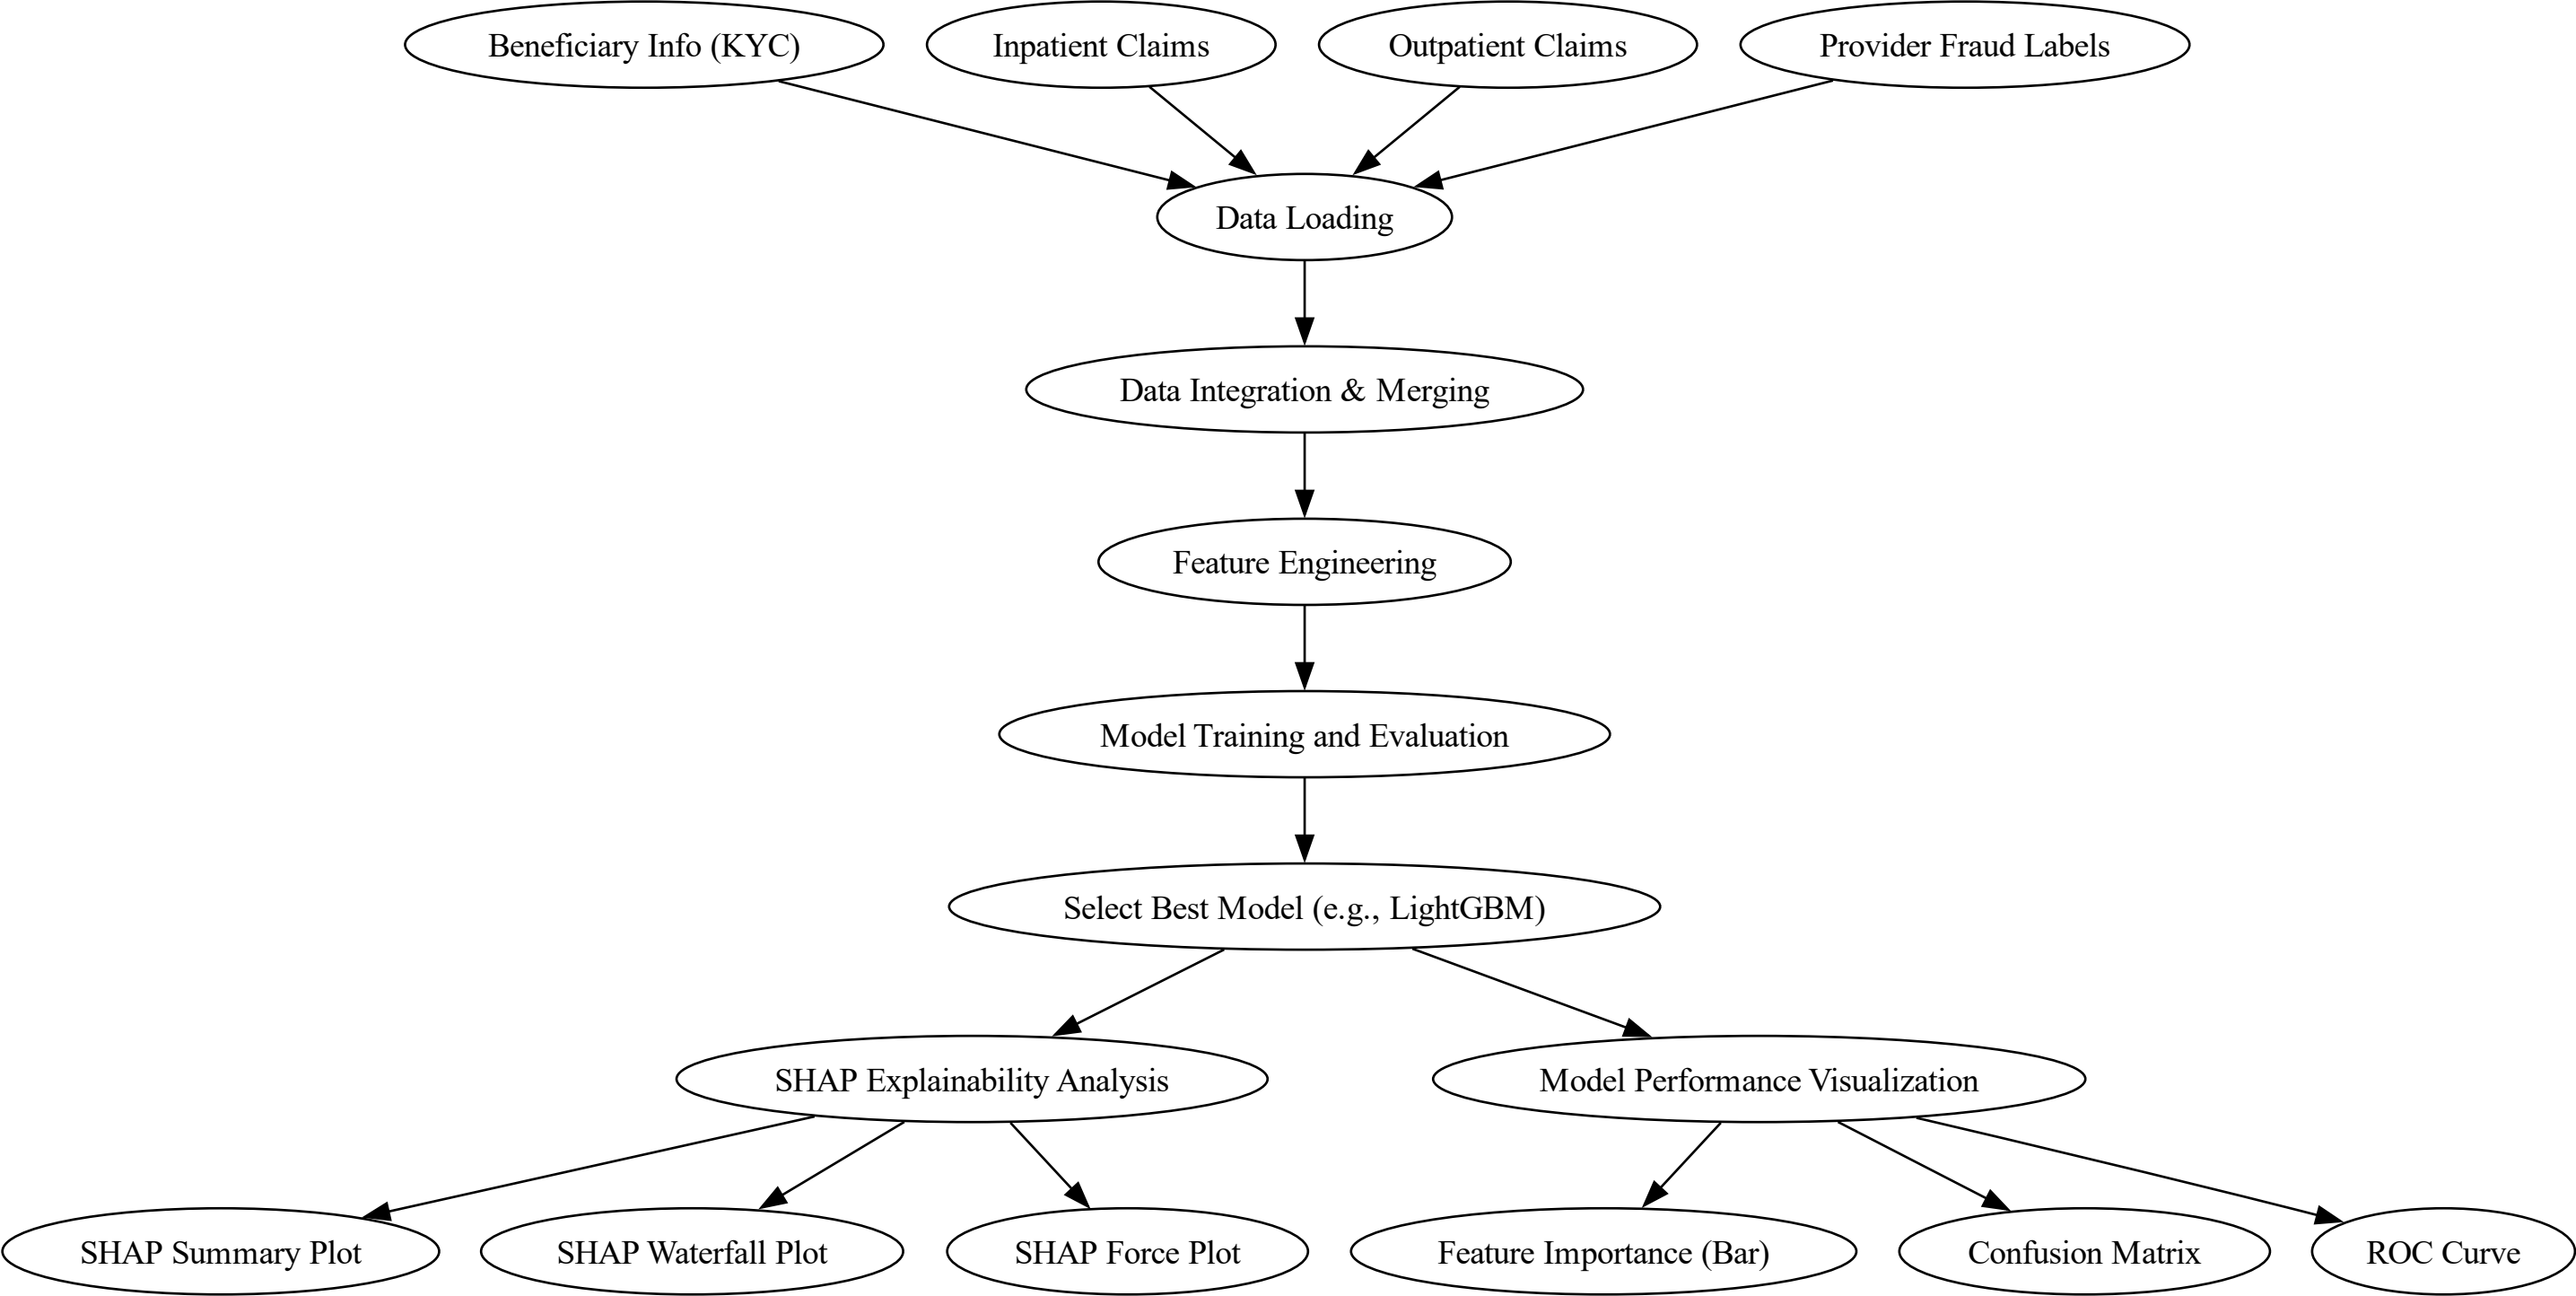 Beneficiary Info (KYC)
Inpatient Claims
Outpatient Claims
Provider Fraud Labels
Data Loading
Data Integration & Merging
Feature Engineering
Model Training and Evaluation
Select Best Model (e.g., LightGBM)
SHAP Explainability Analysis
Model Performance Visualization
SHAP Summary Plot
SHAP Waterfall Plot
SHAP Force Plot
Feature Importance (Bar)
Confusion Matrix
ROC Curve